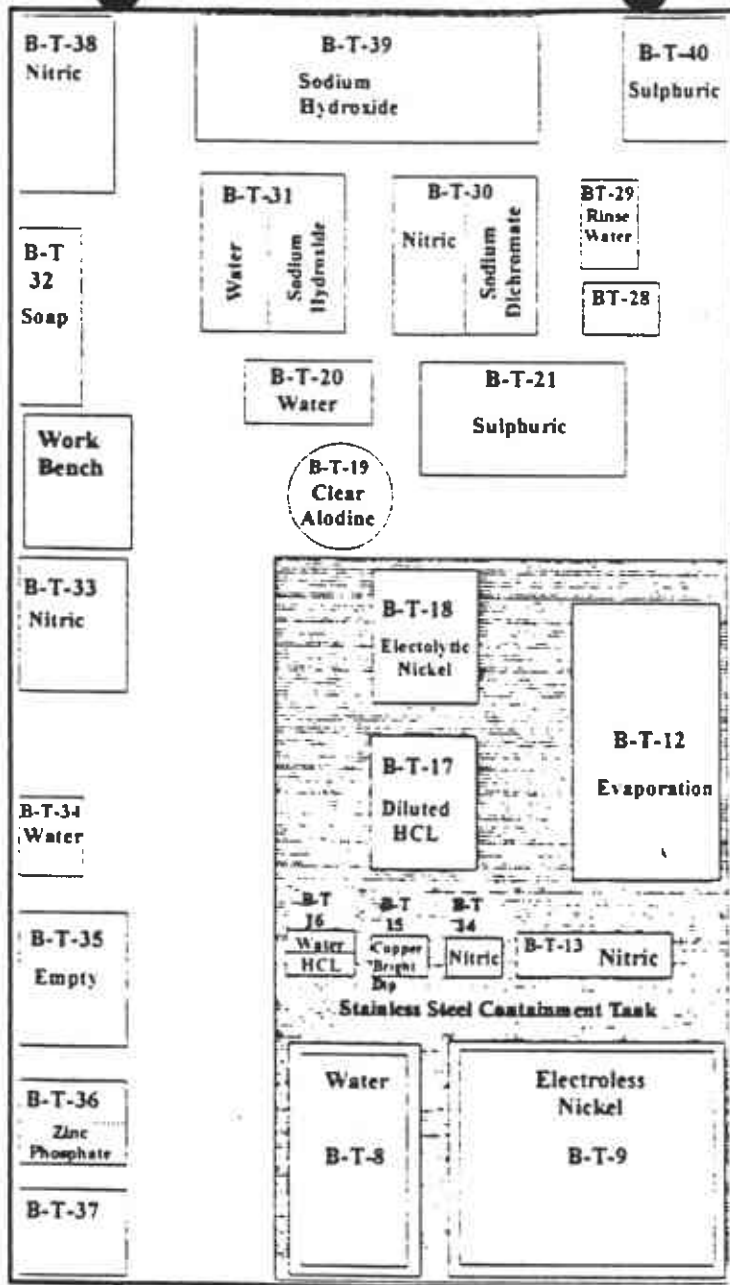 B-T-38
Nitric
B-T-39
Sodium
Hydroxide
B-T-40
Sulphuric
B-T-31
Water
Sodium
Hydroxide
B-T-30
Nitric
Sodium
Dichromate
BT-29
Rinse
Water
BT-28
B-T
32
Soap
B-T-20
Water
B-T-21
Sulphuric
Work
Bench
B-T-19
Clear
Alodine
B-T-33
Nitric
B-T-18
Electolytic
Nickel
B-T-12
Evaporation
B-T-17
Diluted
HCL
B-T-34
Water
B-T
16
Water
HCL
B-T
15
Copper
Bright
Dip
B-T
14
Nitric
B-T-13 Nitric
Stainless Steel Cantainment Tank
B-T-35
Empty
Water
B-T-8
Electroless
Nickel
B-T-9
B-T-36
Zinc
Phosphate
B-T-37